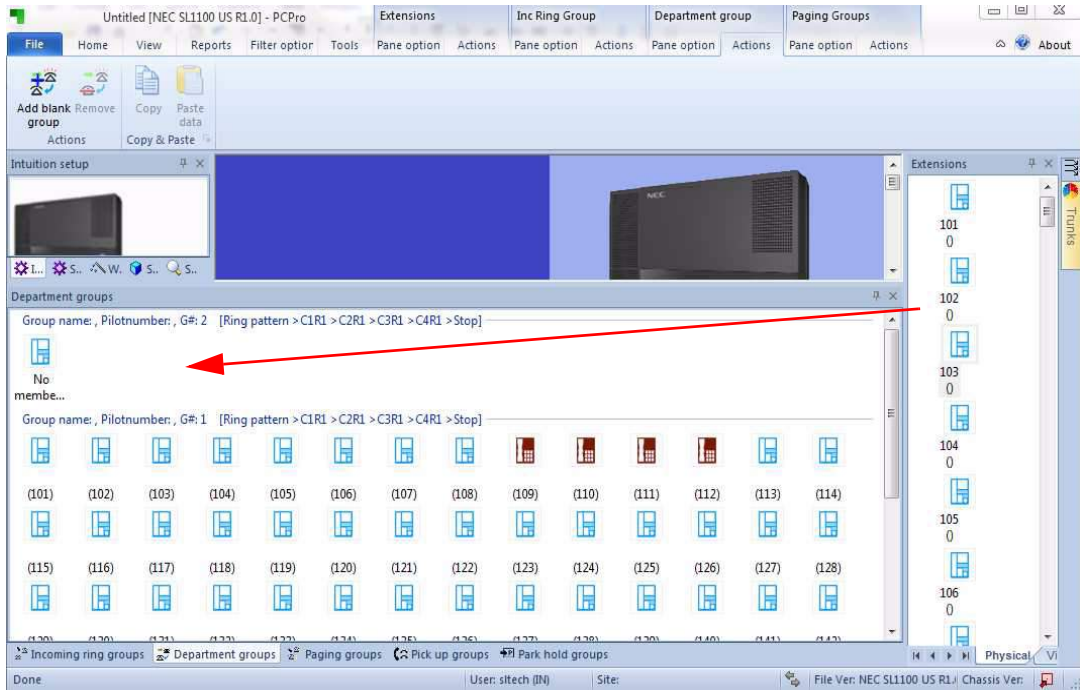 Untitled [NEC SL1100 US R1.0] - PCPro
Extensions Inc Ring Group Department group Paging Groups
File Home View Reports Filter option Tools Pane option Actions Pane option Actions Pane option Actions Pane option Actions About
Add blank group Remove Copy Paste data
Actions Copy & Paste
Intuition setup
NEC
I... S.. W. S.. S..
Department groups
Group name: , Pilotnumber: , G#: 2 [Ring pattern >C1R1 >C2R1 >C3R1 >C4R1 >Stop]
No
membe...
Group name: , Pilotnumber: , G#: 1 [Ring pattern >C1R1 >C2R1 >C3R1 >C4R1 >Stop]
(101) (102) (103) (104) (105) (106) (107) (108) (109) (110) (111) (112) (113) (114)
(115) (116) (117) (118) (119) (120) (121) (122) (123) (124) (125) (126) (127) (128)
Extensions
101
0
102
0
103
0
104
0
105
0
106
0
Trunks
Incoming ring groups Department groups Paging groups Pick up groups Park hold groups
Physical Vi
Done User: sltech (IN) Site: File Ver: NEC SL1100 US R1. Chassis Ver: